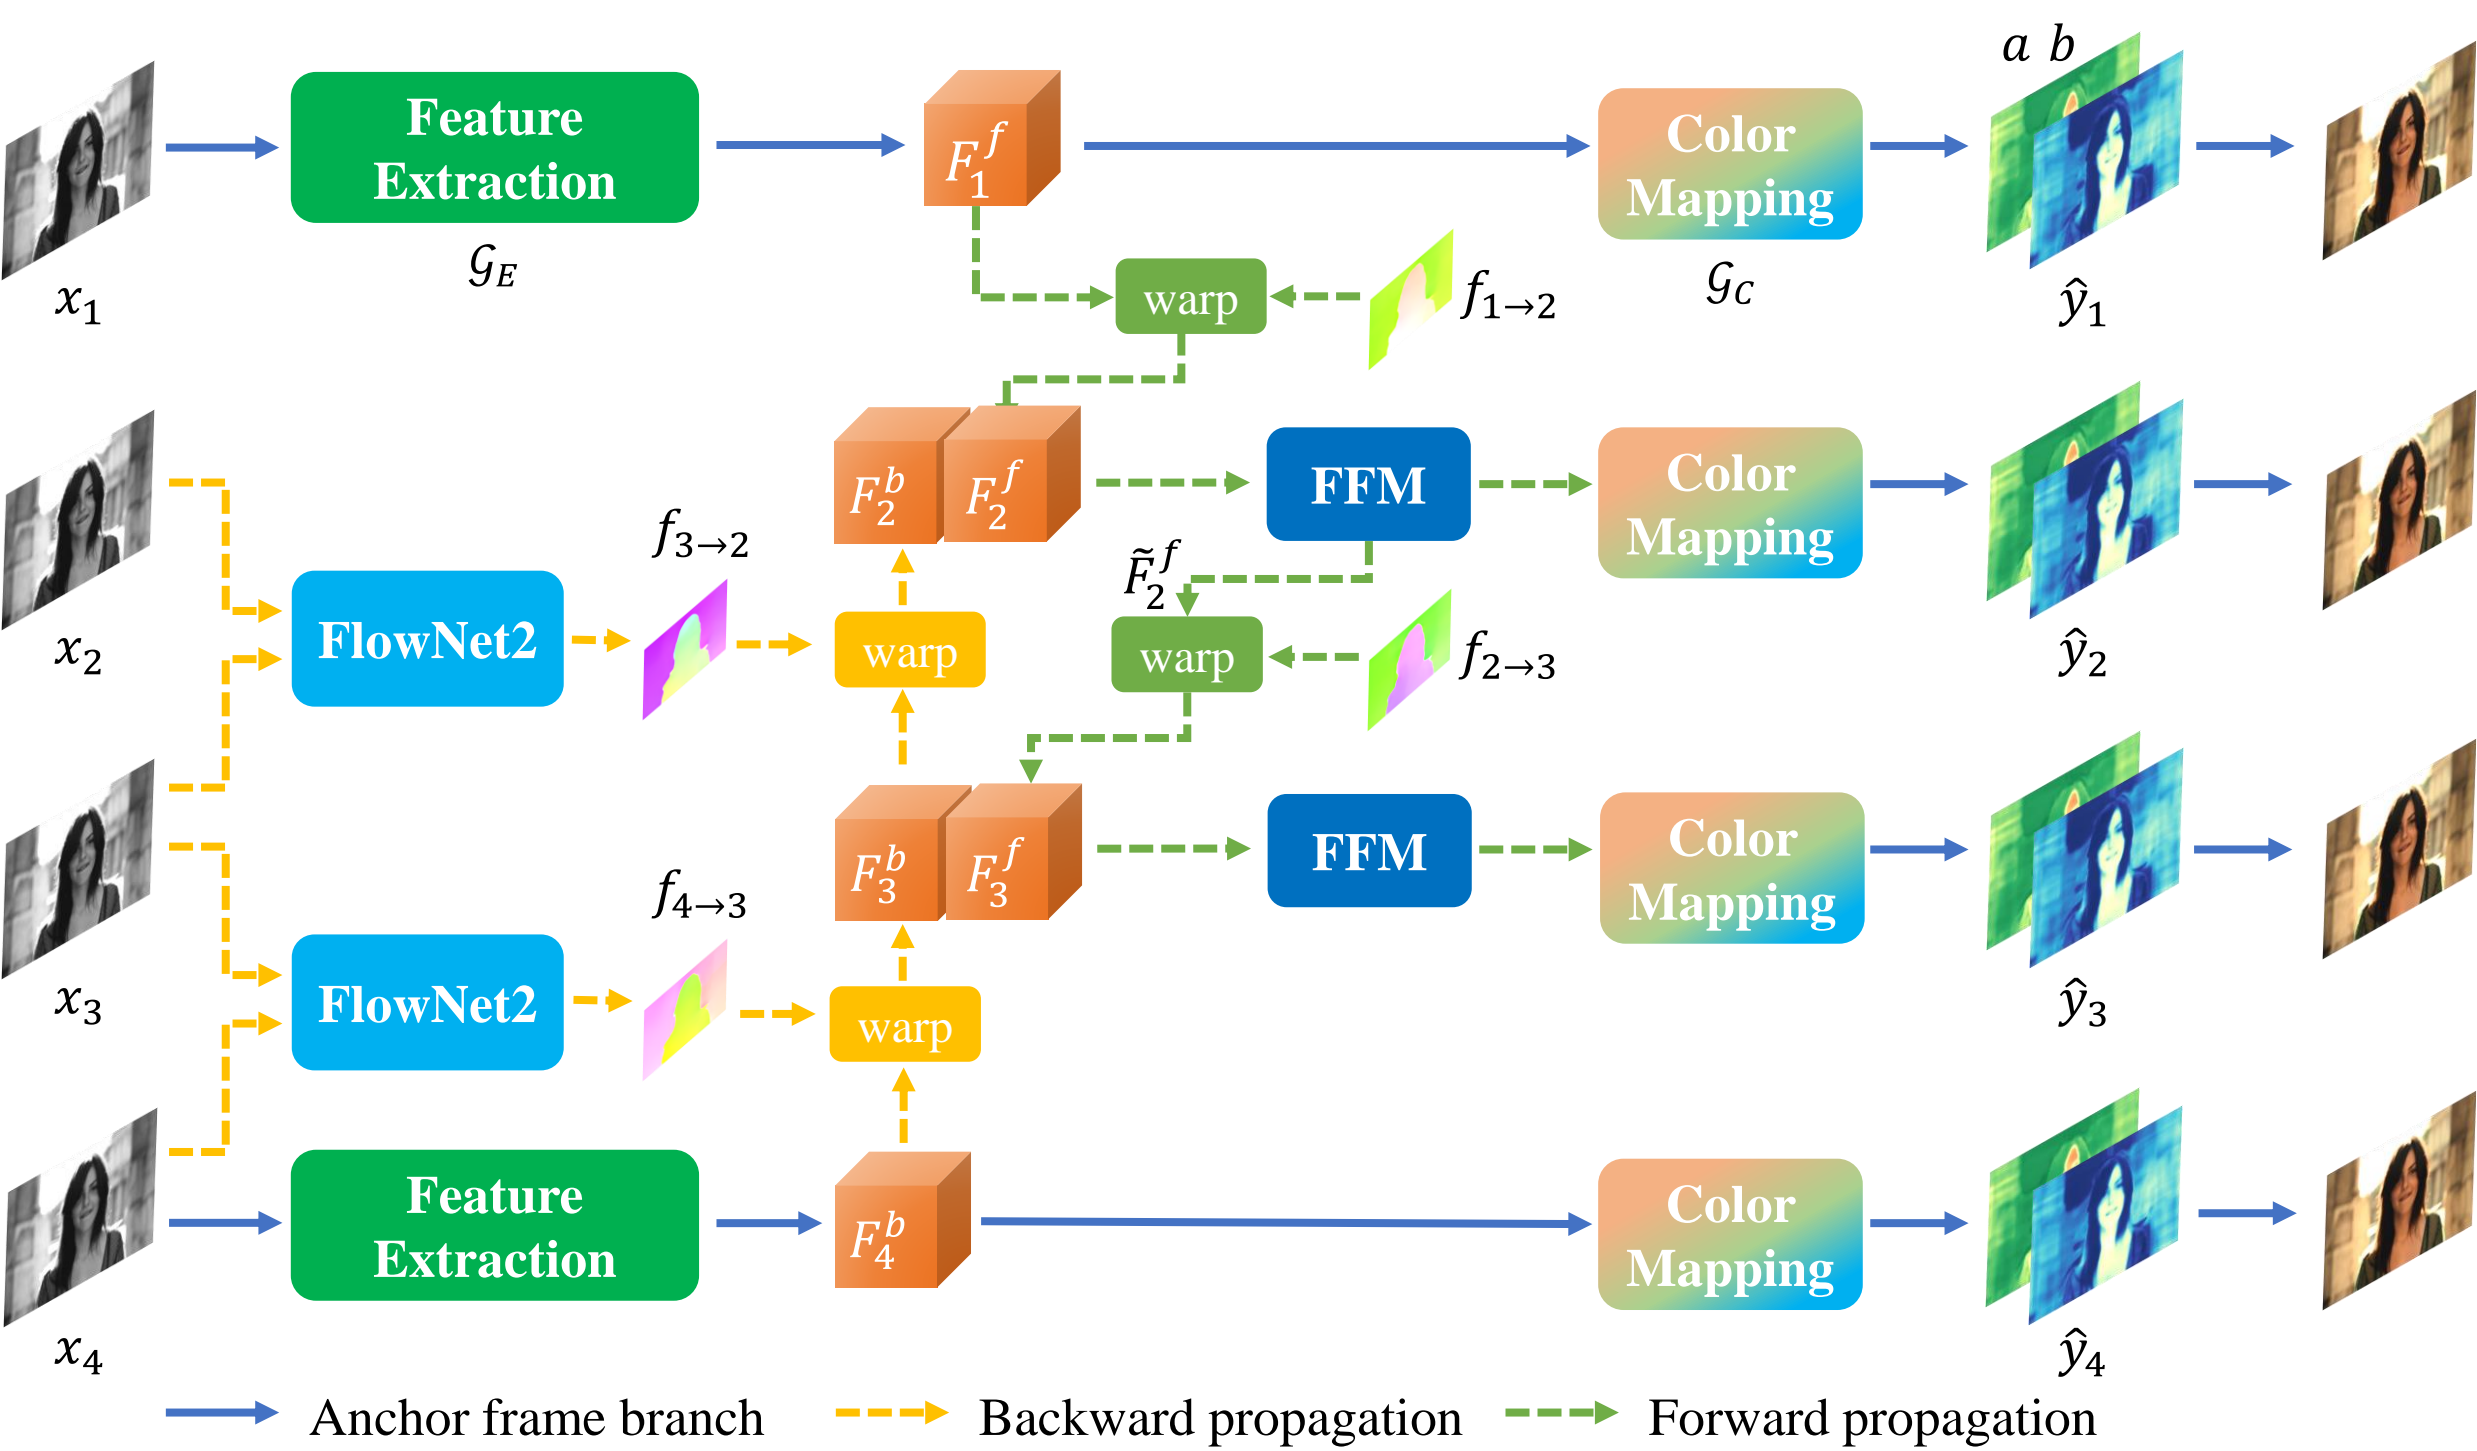 a b
Feature
Extraction
F_1^f
Color
Mapping
𝒢_E
x_1
warp
f_{1→2}
𝒢_C
ŷ_1
F_2^b
F_2^f
FFM
Color
Mapping
f_{3→2}
F̃_2^f
FlowNet2
warp
warp
f_{2→3}
x_2
ŷ_2
F_3^b
F_3^f
FFM
Color
Mapping
f_{4→3}
FlowNet2
warp
x_3
ŷ_3
Feature
Extraction
F_4^b
Color
Mapping
x_4
ŷ_4
Anchor frame branch
Backward propagation
Forward propagation